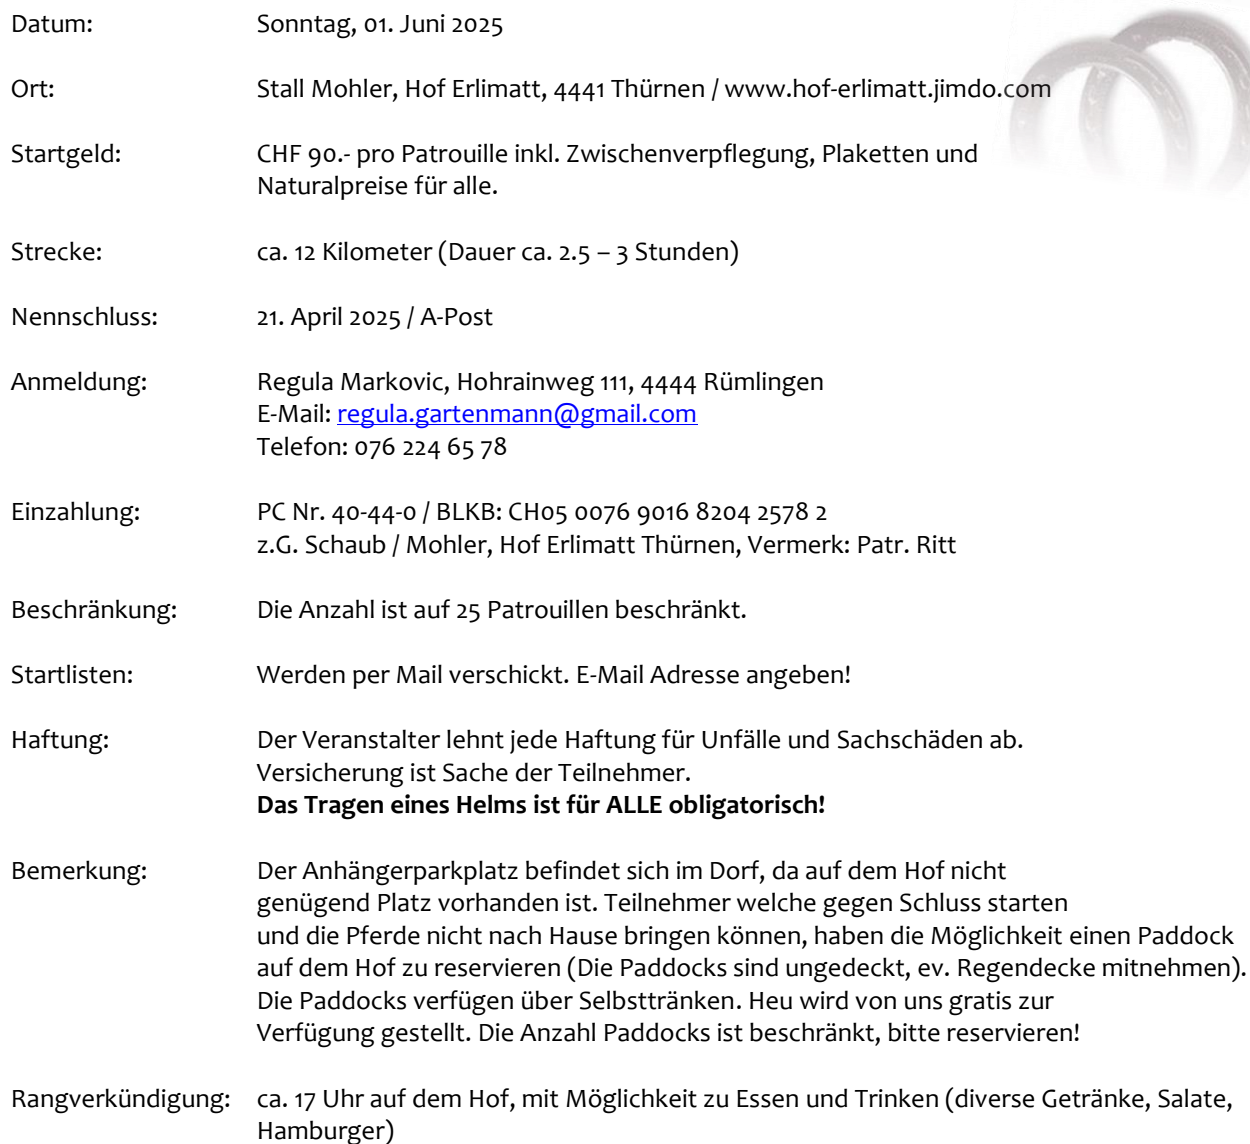 Datum: Sonntag, 01. Juni 2025
Ort: Stall Mohler, Hof Erlimatt, 4441 Thürnen / www.hof-erlimatt.jimdo.com
Startgeld: CHF 90.- pro Patrouille inkl. Zwischenverpflegung, Plaketten und
Naturalpreise für alle.
Strecke: ca. 12 Kilometer (Dauer ca. 2.5 – 3 Stunden)
Nennschluss: 21. April 2025 / A-Post
Anmeldung: Regula Markovic, Hohrainweg 111, 4444 Rümlingen
E-Mail: regula.gartenmann@gmail.com
Telefon: 076 224 65 78
Einzahlung: PC Nr. 40-44-0 / BLKB: CH05 0076 9016 8204 2578 2
z.G. Schaub / Mohler, Hof Erlimatt Thürnen, Vermerk: Patr. Ritt
Beschränkung: Die Anzahl ist auf 25 Patrouillen beschränkt.
Startlisten: Werden per Mail verschickt. E-Mail Adresse angeben!
Haftung: Der Veranstalter lehnt jede Haftung für Unfälle und Sachschäden ab.
Versicherung ist Sache der Teilnehmer.
Das Tragen eines Helms ist für ALLE obligatorisch!
Bemerkung: Der Anhängerparkplatz befindet sich im Dorf, da auf dem Hof nicht
genügend Platz vorhanden ist. Teilnehmer welche gegen Schluss starten
und die Pferde nicht nach Hause bringen können, haben die Möglichkeit einen Paddock
auf dem Hof zu reservieren (Die Paddocks sind ungedeckt, ev. Regendecke mitnehmen).
Die Paddocks verfügen über Selbsttränken. Heu wird von uns gratis zur
Verfügung gestellt. Die Anzahl Paddocks ist beschränkt, bitte reservieren!
Rangverkündigung: ca. 17 Uhr auf dem Hof, mit Möglichkeit zu Essen und Trinken (diverse Getränke, Salate,
Hamburger)